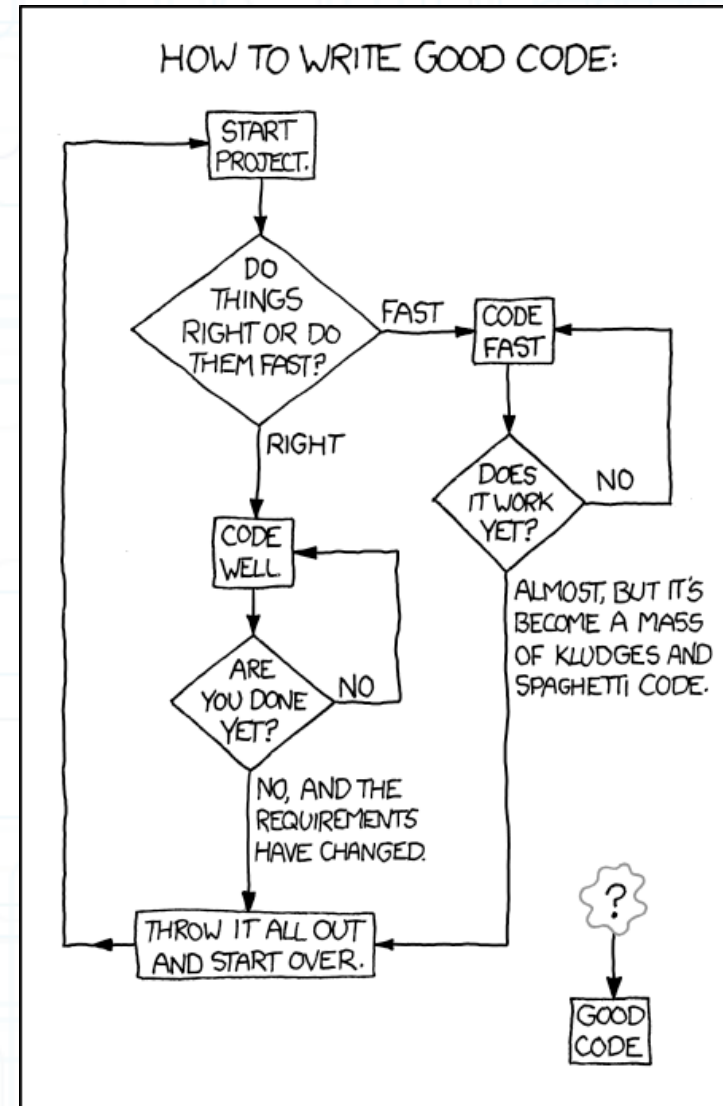 HOW TO WRITE GOOD CODE:
START
PROJECT.
DO
THINGS
RIGHT OR DO
THEM FAST?
FAST
CODE
FAST
RIGHT
DOES
IT WORK
YET?
NO
CODE
WELL
ALMOST, BUT IT'S
BECOME A MASS
OF KLUDGES AND
SPAGHETTI CODE.
ARE
YOU DONE
YET?
NO
NO, AND THE
REQUIREMENTS
HAVE CHANGED.
THROW IT ALL OUT
AND START OVER.
?
GOOD
CODE